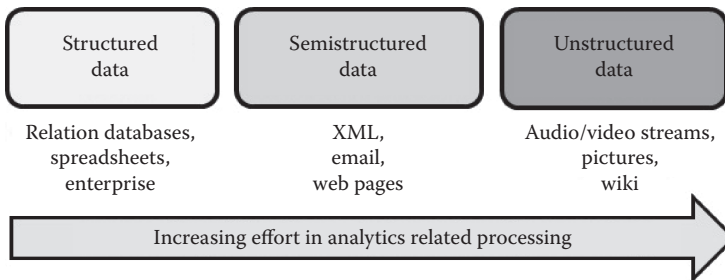 Structured
data
Semistructured
data
Unstructured
data
Relation databases,
spreadsheets,
enterprise
XML,
email,
web pages
Audio/video streams,
pictures,
wiki
Increasing effort in analytics related processing